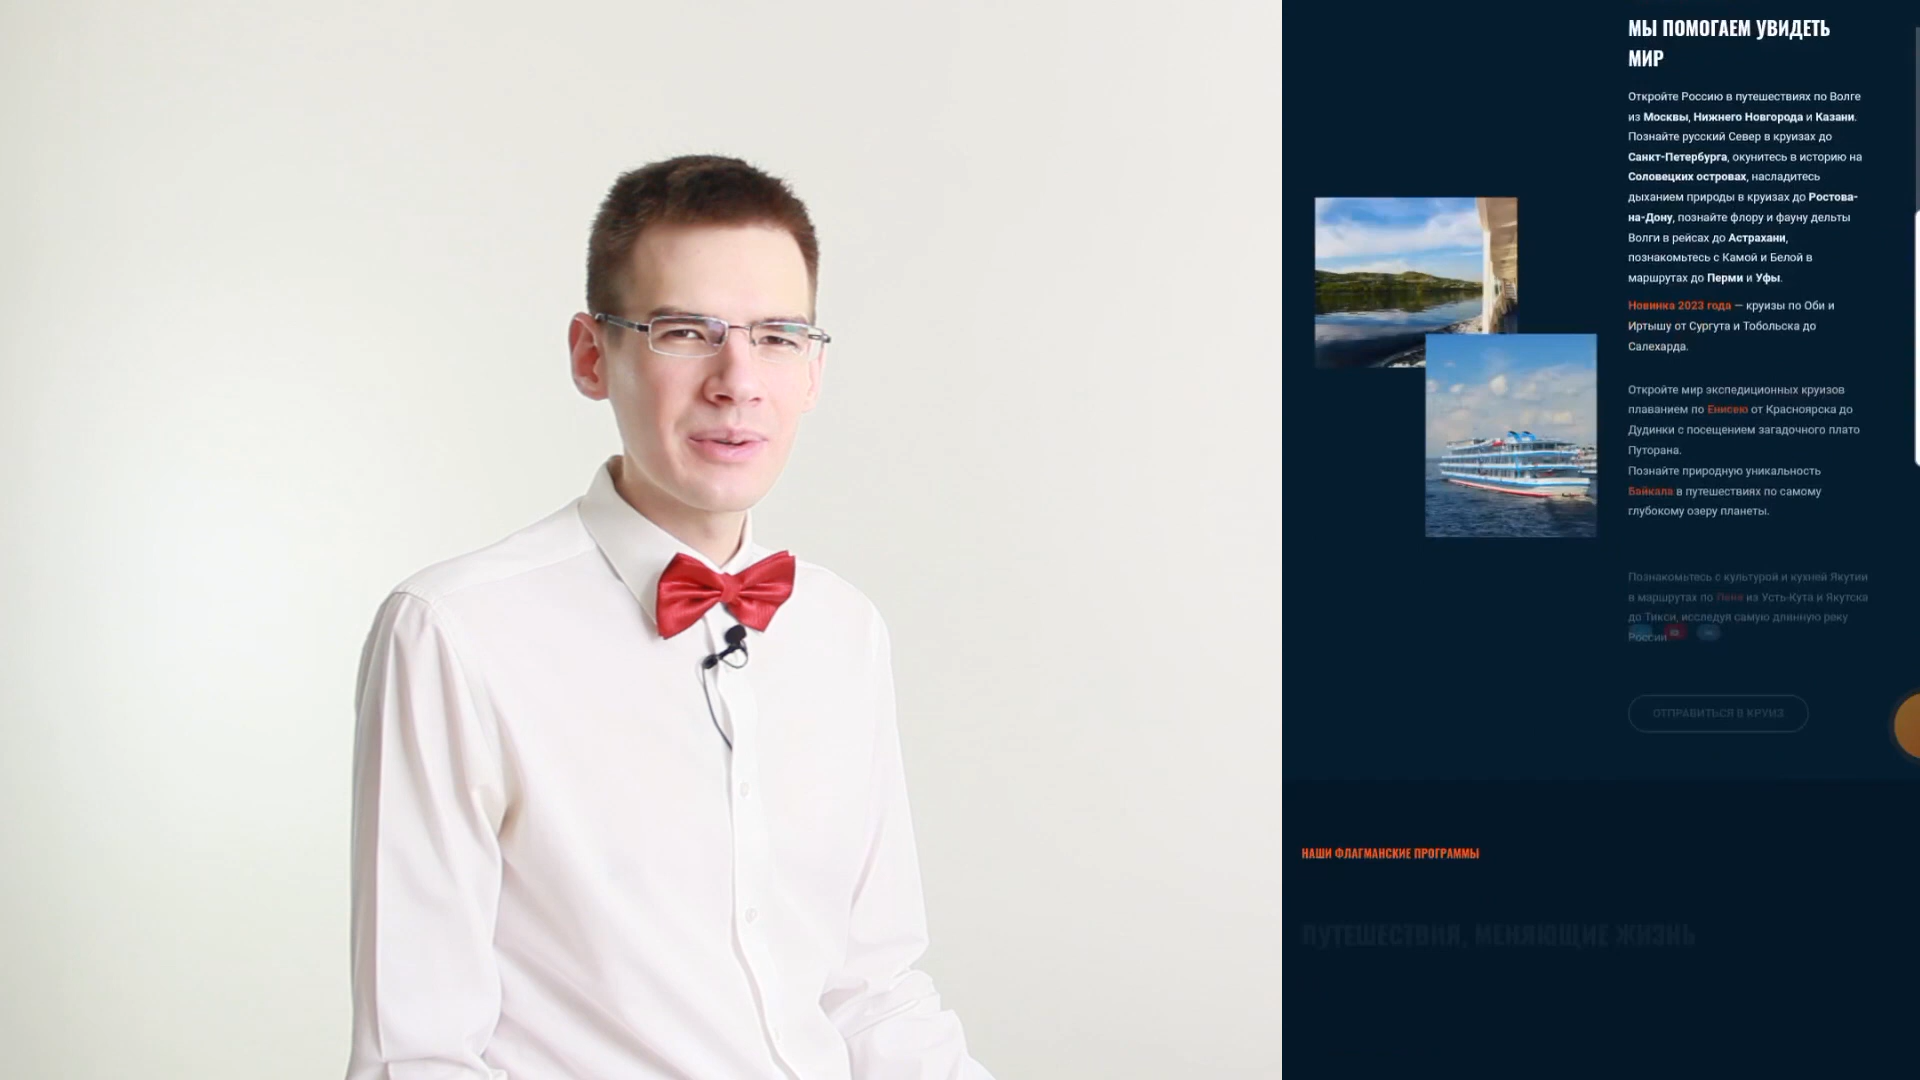 МЫ ПОМОГАЕМ УВИДЕТЬ
МИР
Откройте Россию в путешествиях по Волге
из Москвы, Нижнего Новгорода и Казани.
Познайте русский Север в круизах до
Санкт-Петербурга, окунитесь в историю на
Соловецких островах, насладитесь
дыханием природы в круизах до Ростова-
на-Дону, познайте флору и фауну дельты
Волги в рейсах до Астрахани,
познакомьтесь с Камой и Белой в
маршрутах до Перми и Уфы.
Новинка 2023 года — круизы по Оби и
Иртышу от Сургута и Тобольска до
Салехарда.
Откройте мир экспедиционных круизов
плаванием по Енисею от Красноярска до
Дудинки с посещением загадочного плато
Путорана.
Познайте природную уникальность
Байкала в путешествиях по самому
глубокому озеру планеты.
Познакомьтесь с культурой и кухней Якутии
в маршрутах по Лене из Усть-Кута и Якутска
до Тикси, исследуя самую длинную реку
России
ОТПРАВИТЬСЯ В КРУИЗ
НАШИ ФЛАГМАНСКИЕ ПРОГРАММЫ
ПУТЕШЕСТВИЯ, МЕНЯЮЩИЕ ЖИЗНЬ